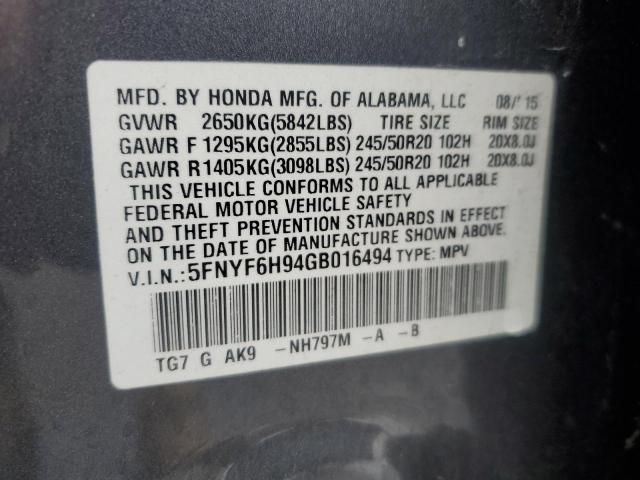 MFD. BY HONDA MFG. OF ALABAMA, LLC 08/'15
GVWR 2650KG(5842LBS) TIRE SIZE RIM SIZE
GAWR F 1295KG(2855LBS) 245/50R20 102H 20X8.0J
GAWR R 1405KG(3098LBS) 245/50R20 102H 20X8.0J
THIS VEHICLE CONFORMS TO ALL APPLICABLE
FEDERAL MOTOR VEHICLE SAFETY
AND THEFT PREVENTION STANDARDS IN EFFECT
ON THE DATE OF MANUFACTURE SHOWN ABOVE.
V.I.N.: 5FNYF6H94GB016494 TYPE: MPV
TG7 G AK9 -NH797M -A -B